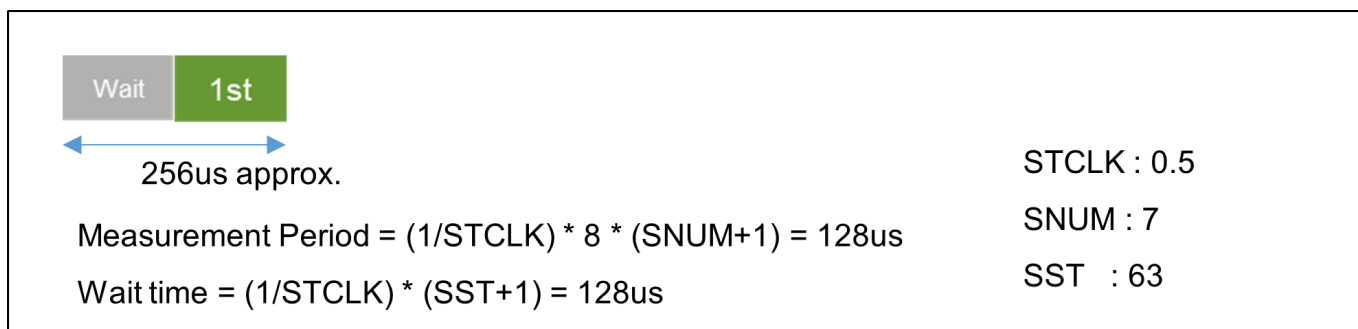 Wait 1st
256us approx.
STCLK : 0.5
Measurement Period = (1/STCLK) * 8 * (SNUM+1) = 128us
SNUM : 7
Wait time = (1/STCLK) * (SST+1) = 128us
SST : 63